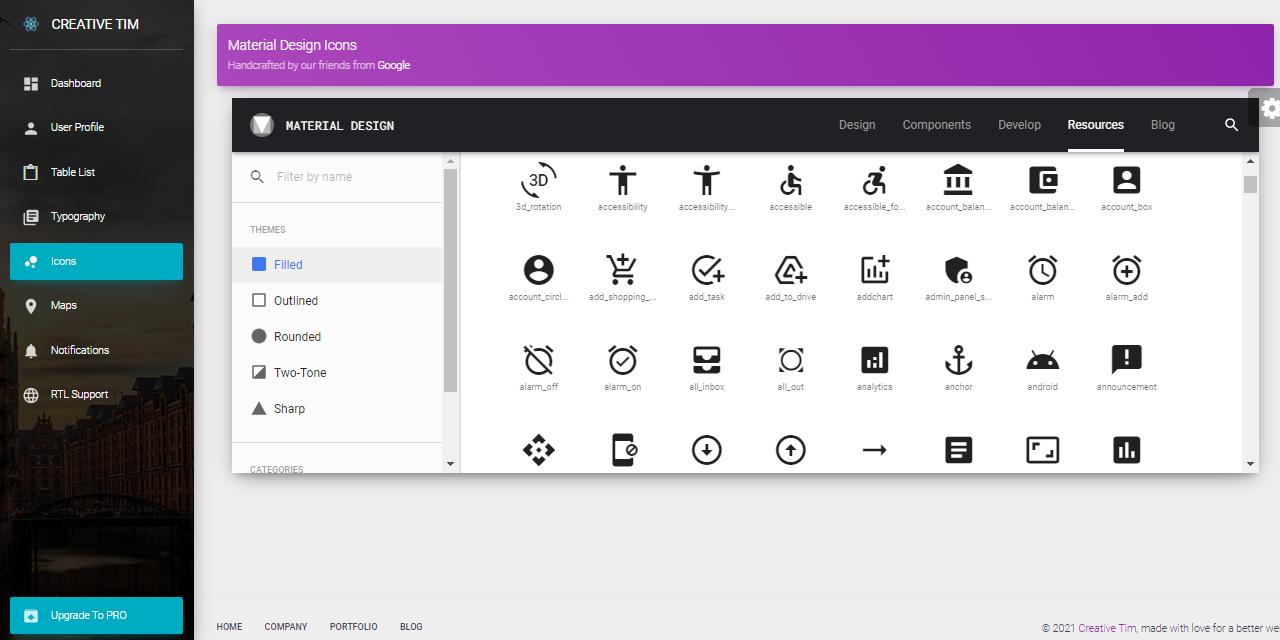 CREATIVE TIM
Dashboard
User Profile
Table List
Typography
Icons
Maps
Notifications
RTL Support
Upgrade To PRO
Material Design Icons
Handcrafted by our friends from Google
MATERIAL DESIGN
Design Components Develop Resources Blog
Filter by name
THEMES
Filled
Outlined
Rounded
Two-Tone
Sharp
CATEGORIES
3D
3d_rotation accessibility accessibility... accessible accessible_fo... account_balan... account_balan... account_box
account_circl... add_shopping_... add_task add_to_drive addchart admin_panel_s... alarm alarm_add
alarm_off alarm_on all_inbox all_out analytics anchor android announcement
HOME COMPANY PORTFOLIO BLOG
© 2021 Creative Tim, made with love for a better we